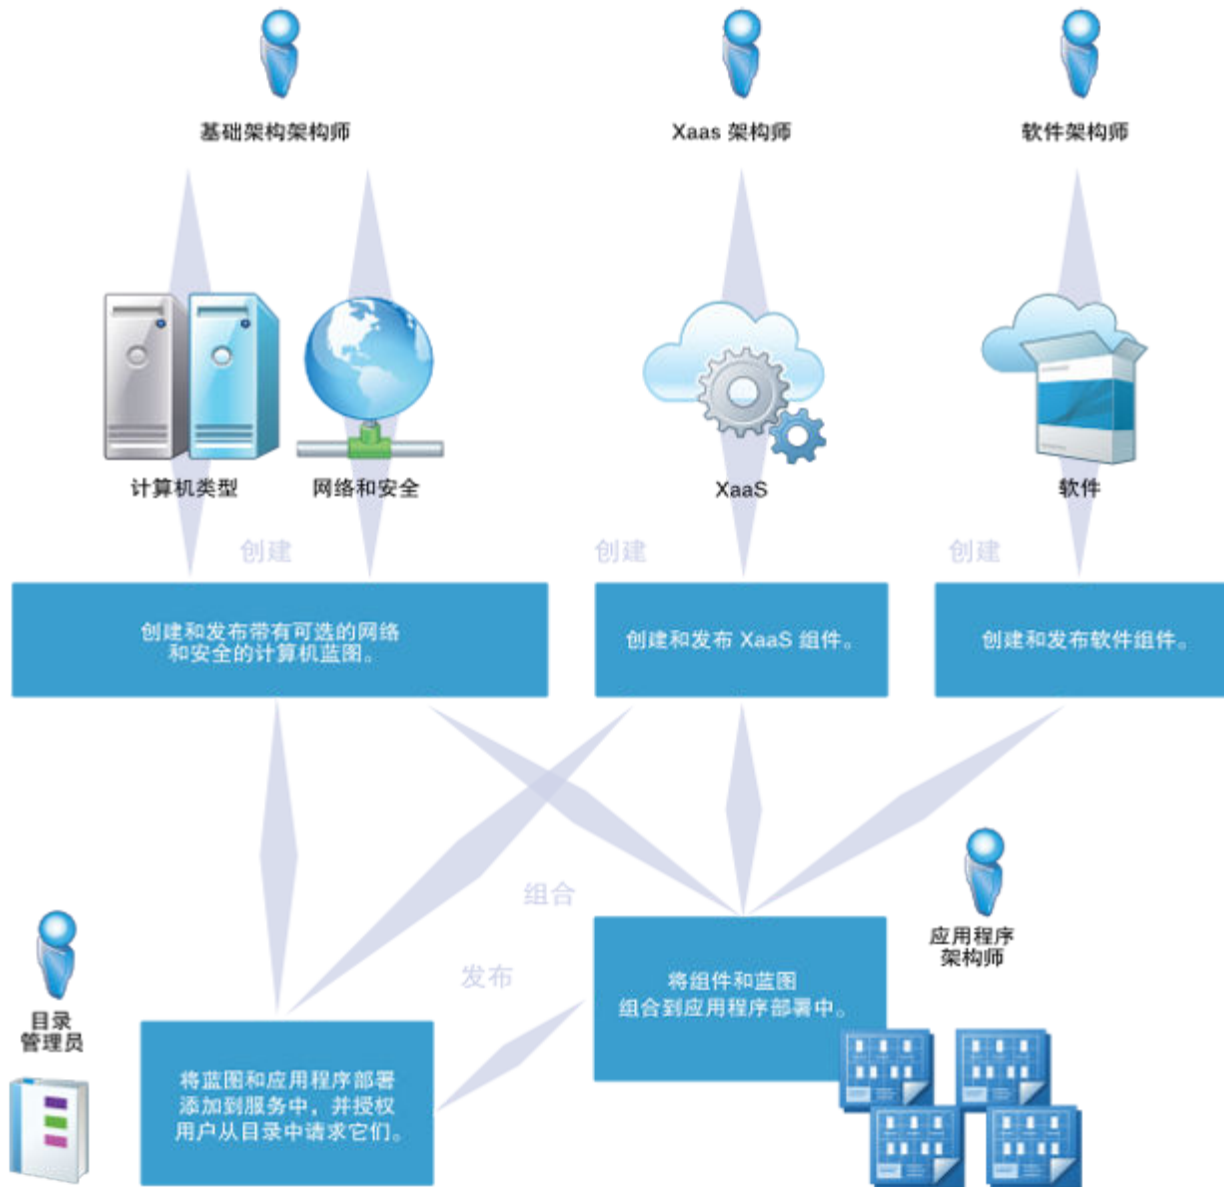 基础架构架构师
Xaas 架构师
软件架构师
计算机类型
网络和安全
XaaS
软件
创建
创建
创建
创建和发布带有可选的网络
和安全的计算机蓝图。
创建和发布 XaaS 组件。
创建和发布软件组件。
组合
发布
应用程序
架构师
将组件和蓝图
组合到应用程序部署中。
目录
管理员
将蓝图和应用程序部署
添加到服务中，并授权
用户从目录中请求它们。